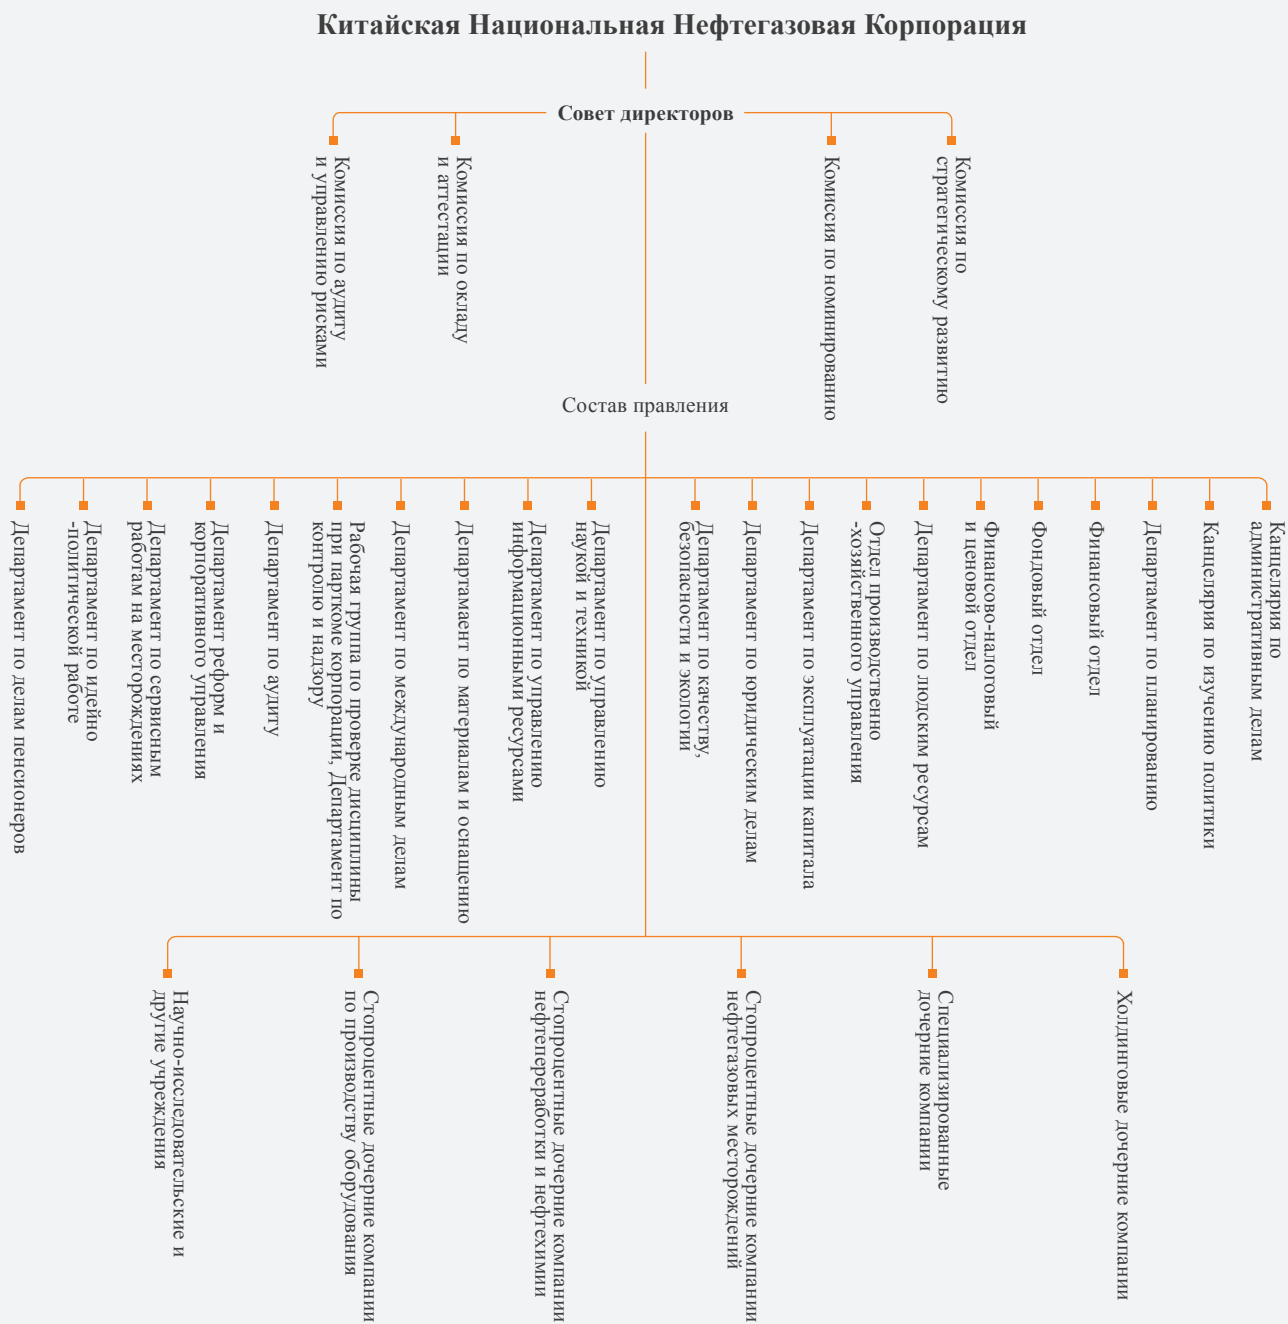 Китайская Национальная Нефтегазовая Корпорация
Совет директоров
Комиссия по аудиту
и управлению рисками
Комиссия по окладу
и аттестации
Комиссия по номинированию
Комиссия по
стратегическому развитию
Состав правления
Департамент по делам пенсионеров
Департамент по идейно
-политической работе
Департамент по сервисным
работам на месторождениях
Департамент реформ и
корпоративного управления
Департамент по аудиту
Рабочая группа по проверке дисциплины
при парткоме корпорации, Департамент по
контролю и надзору
Департамент по международным делам
Департамаент по материалам и оснащению
Департамент по управлению
информационными ресурсами
Департамент по управлению
наукой и техникой
Департамент по качеству,
безопасности и экологии
Департамент по юридическим делам
Департамент по эксплуатации капитала
Отдел производственно
-хозяйственного управления
Департамент по людским ресурсам
Финансово-налоговый
и ценовой отдел
Фондовый отдел
Финансовый отдел
Департамент по планированию
Канцелярия по изучению политики
Канцелярия по
административным делам
Научно-исследовательские и
другие учреждения
Стопроцентные дочерние компании
по производству оборудования
Стопроцентные дочерние компании
нефтепереработки и нефтехимии
Стопроцентные дочерние компании
нефтегазовых месторождений
Специализированные
дочерние компании
Холдинговые дочерние компании